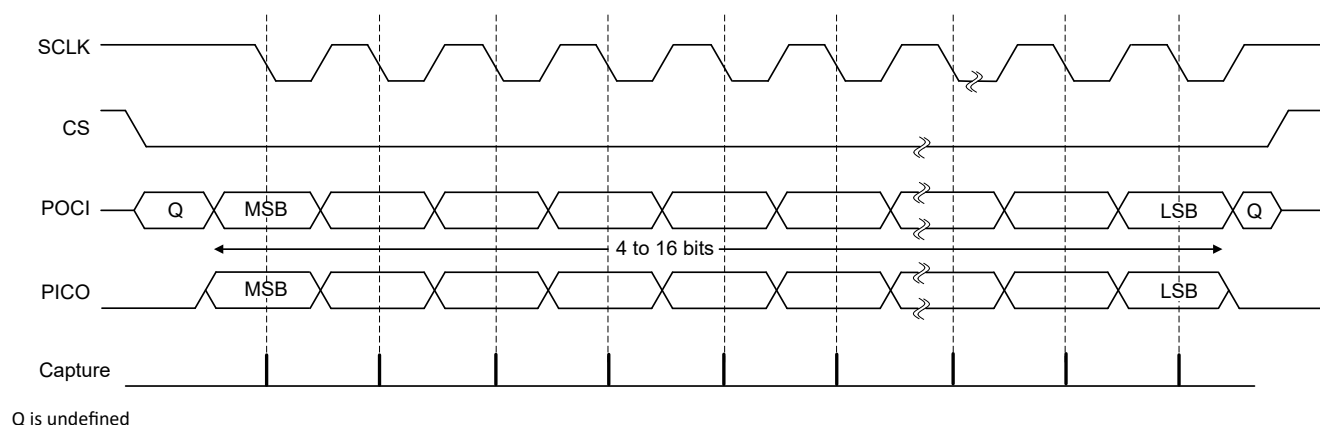 SCLK
CS
POCI Q MSB LSB Q
4 to 16 bits
PICO MSB LSB
Capture
Q is undefined